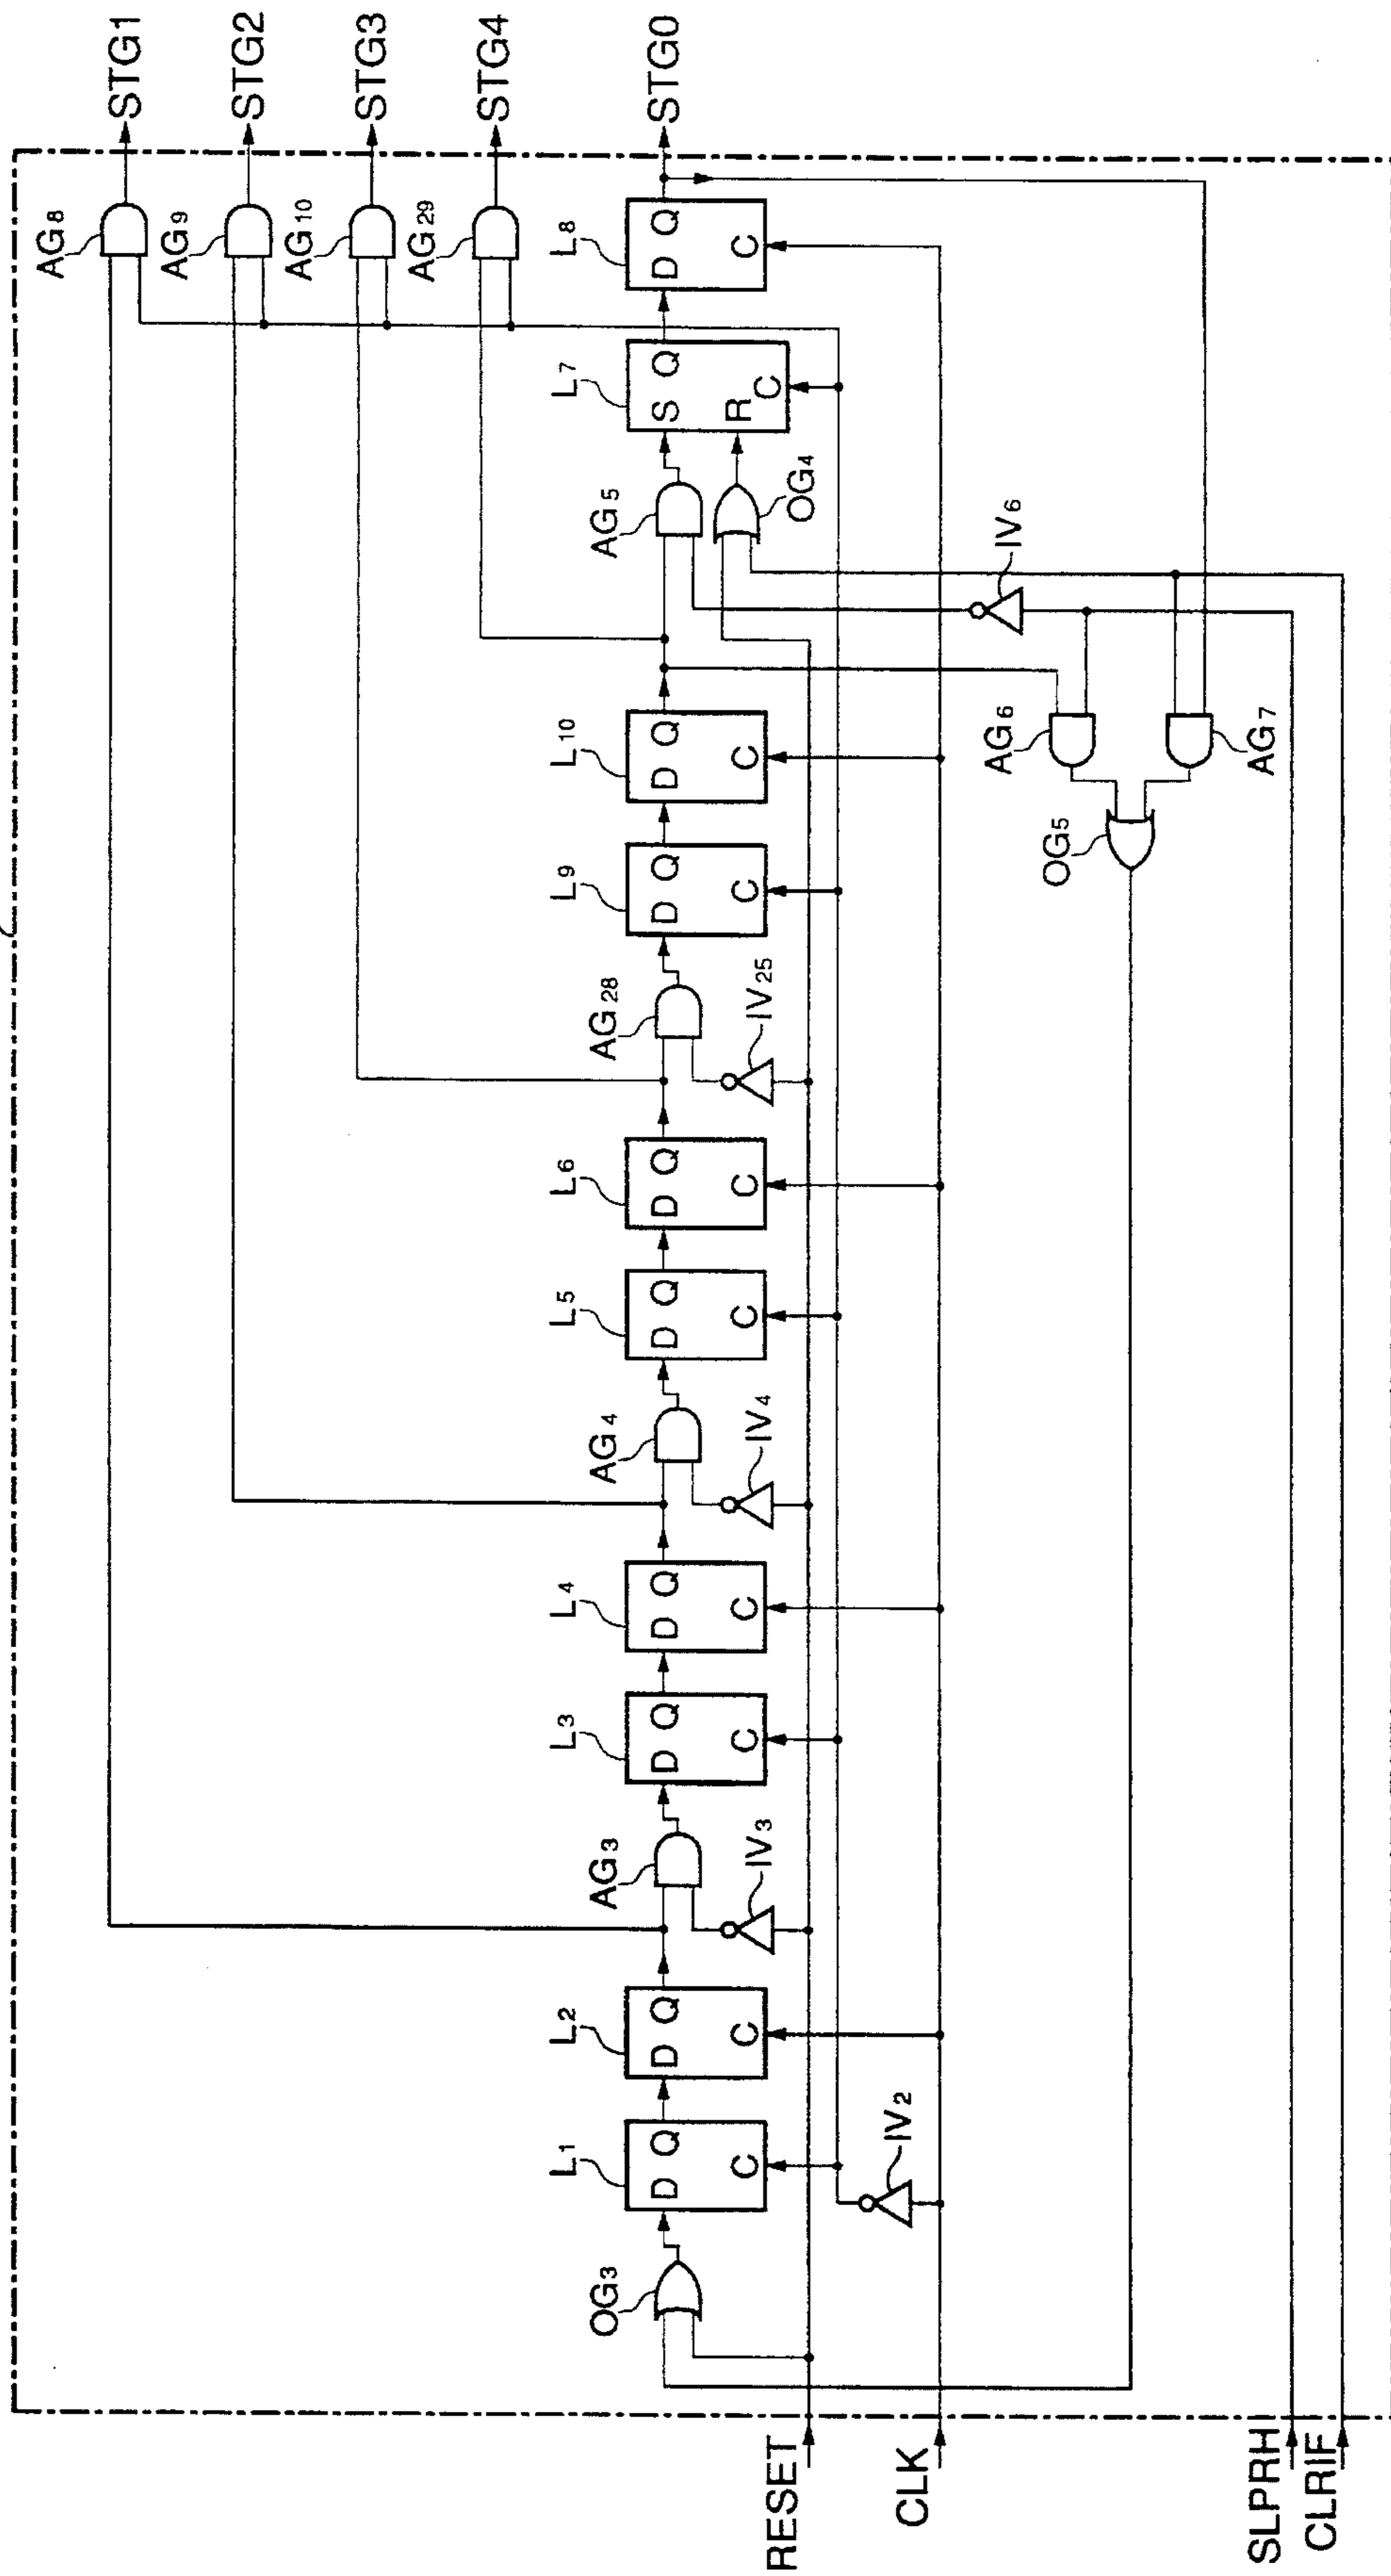 STG1
STG2
STG3
STG4
STG0
AG8
AG9
AG10
AG29
L1
D Q
C
L2
D Q
C
L3
D Q
C
L4
D Q
C
L5
D Q
C
L6
D Q
C
L9
D Q
C
L10
D Q
C
L7
S Q
R
C
L8
D Q
C
OG3
AG3
AG4
AG28
AG5
OG4
IV3
IV4
IV25
IV2
IV6
AG6
AG7
OG5
RESET
CLK
SLPRH
CLRIF